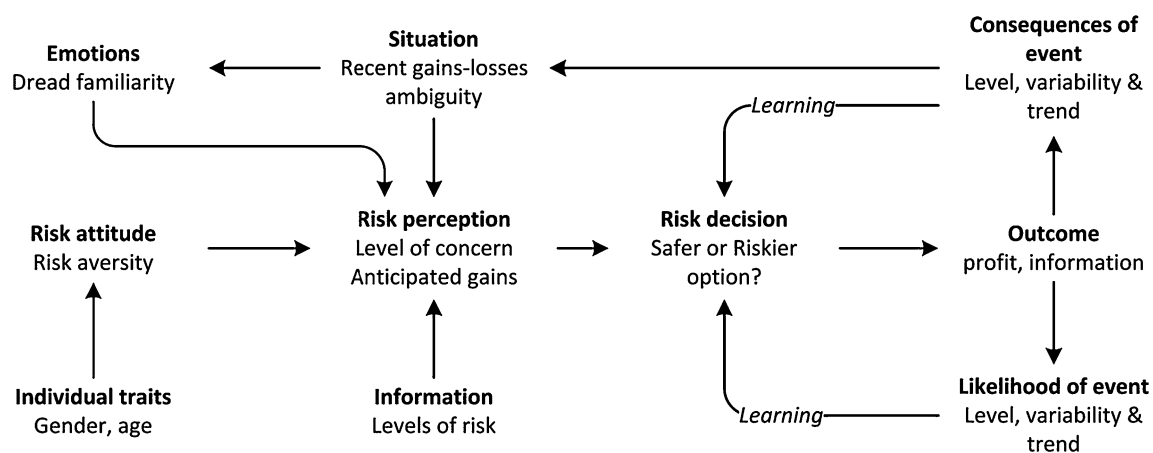 Emotions
Dread familiarity
Situation
Recent gains-losses
ambiguity
Consequences of
event
Level, variability &
trend
Learning
Risk attitude
Risk aversity
Risk perception
Level of concern
Anticipated gains
Risk decision
Safer or Riskier
option?
Outcome
profit, information
Individual traits
Gender, age
Information
Levels of risk
Learning
Likelihood of event
Level, variability &
trend